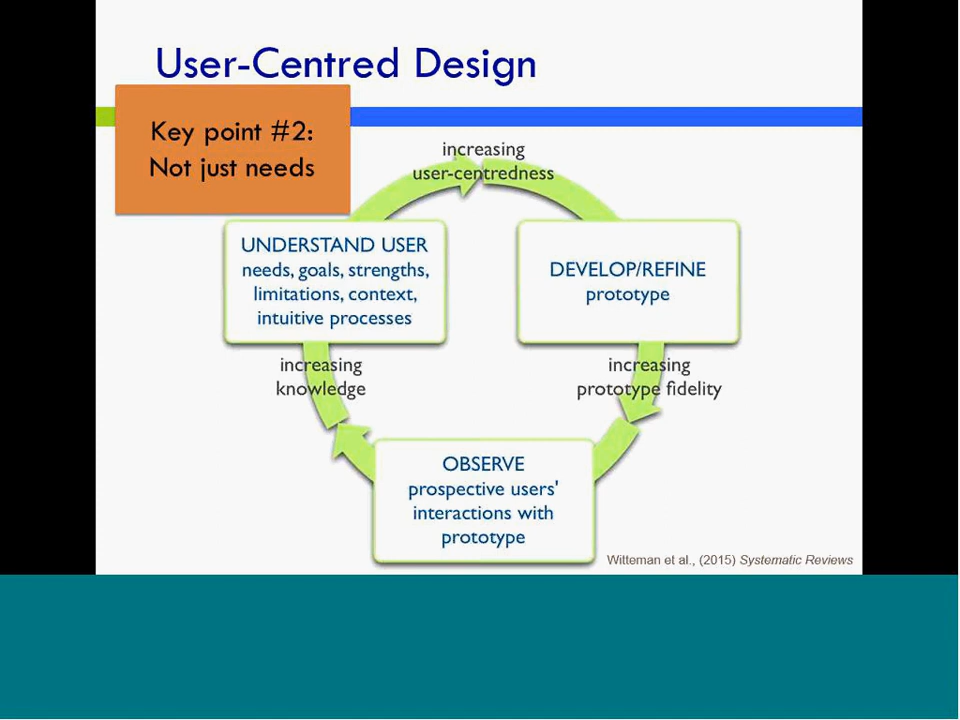 User-Centred Design
Key point #2:
Not just needs
increasing
user-centredness
UNDERSTAND USER
needs, goals, strengths,
limitations, context,
intuitive processes
DEVELOP/REFINE
prototype
increasing
knowledge
increasing
prototype fidelity
OBSERVE
prospective users'
interactions with
prototype
Witteman et al., (2015) Systematic Reviews